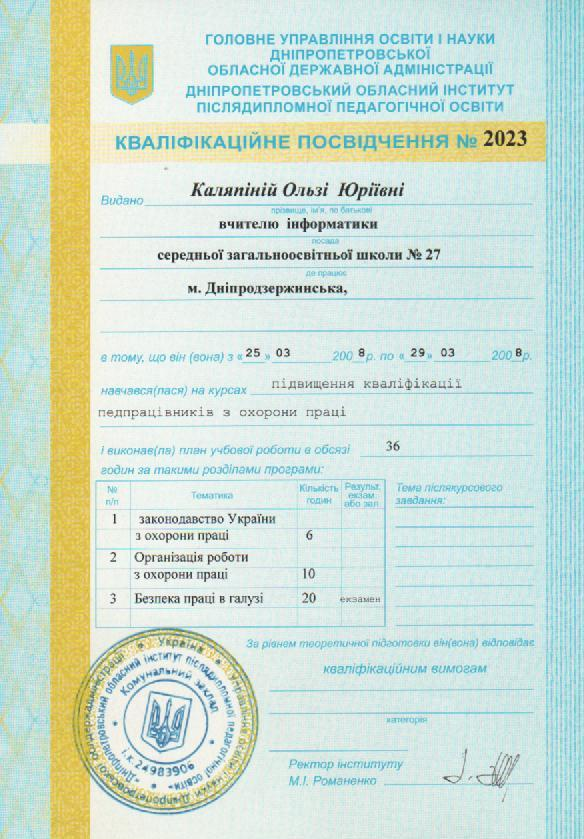 ГОЛОВНЕ УПРАВЛІННЯ ОСВІТИ І НАУКИ
ДНІПРОПЕТРОВСЬКОЇ
ОБЛАСНОЇ ДЕРЖАВНОЇ АДМІНІСТРАЦІЇ
ДНІПРОПЕТРОВСЬКИЙ ОБЛАСНИЙ ІНСТИТУТ
ПІСЛЯДИПЛОМНОЇ ПЕДАГОГІЧНОЇ ОСВІТИ
КВАЛІФІКАЦІЙНЕ ПОСВІДЧЕННЯ № 2023
Видано Каляпіній Ользі Юріївні
прізвище, ім'я, по батькові
вчителю інформатики
посада
середньої загальноосвітньої школи № 27
де працює
м. Дніпродзержинська,
в тому, що він (вона) з «25» 03 2008р. по «29» 03 2008р.
навчався(лася) на курсах підвищення кваліфікації
педпрацівників з охорони праці
і виконав(ла) план учбової роботи в обсязі 36
годин за такими розділами програми:
№ п/п Тематика Кількість годин Результ. екзам. або зал. Тема післякурсового завдання:
1 законодавство України
з охорони праці 6
2 Організація роботи
з охорони праці 10
3 Безпека праці в галузі 20 екзамен
За рівнем теоретичної підготовки він(вона) відповідає
кваліфікаційним вимогам
категорія
Ректор інституту
М.І. Романенко
Україна
Дніпропетровський обласний інститут післядипломної педагогічної освіти
Комунальний заклад
і.к. 24983906